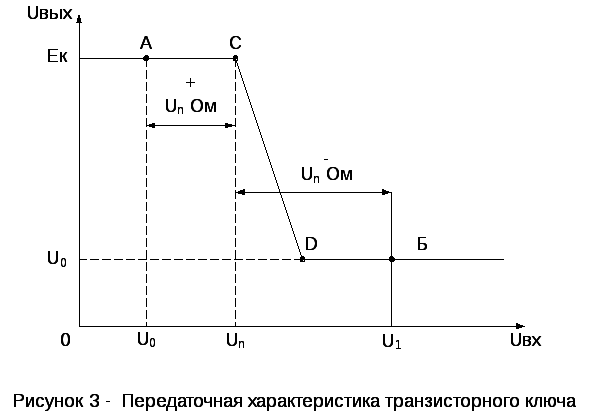 Uвых
Eк
A
C
+
Uп Ом
-
Uп Ом
D
Б
U0
0
U0
Uп
U1
Uвх
Рисунок 3 - Передаточная характеристика транзисторного ключа